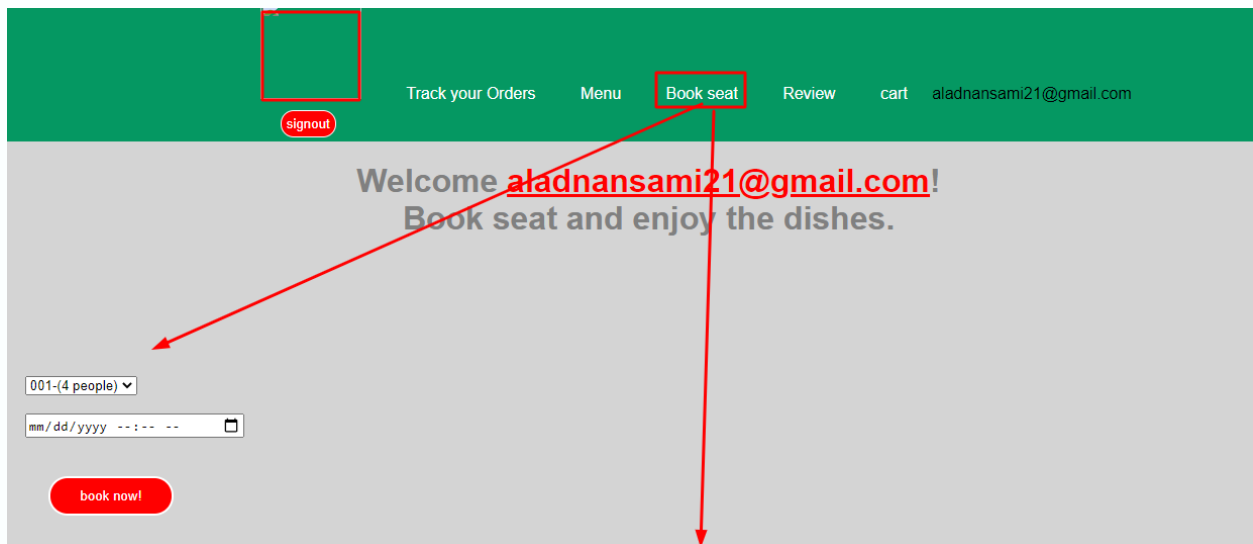 Track your Orders Menu Book seat Review cart aladnansami21@gmail.com
signout
Welcome aladnansami21@gmail.com!
Book seat and enjoy the dishes.
001-(4 people)
mm/dd/yyyy --:-- --
book now!